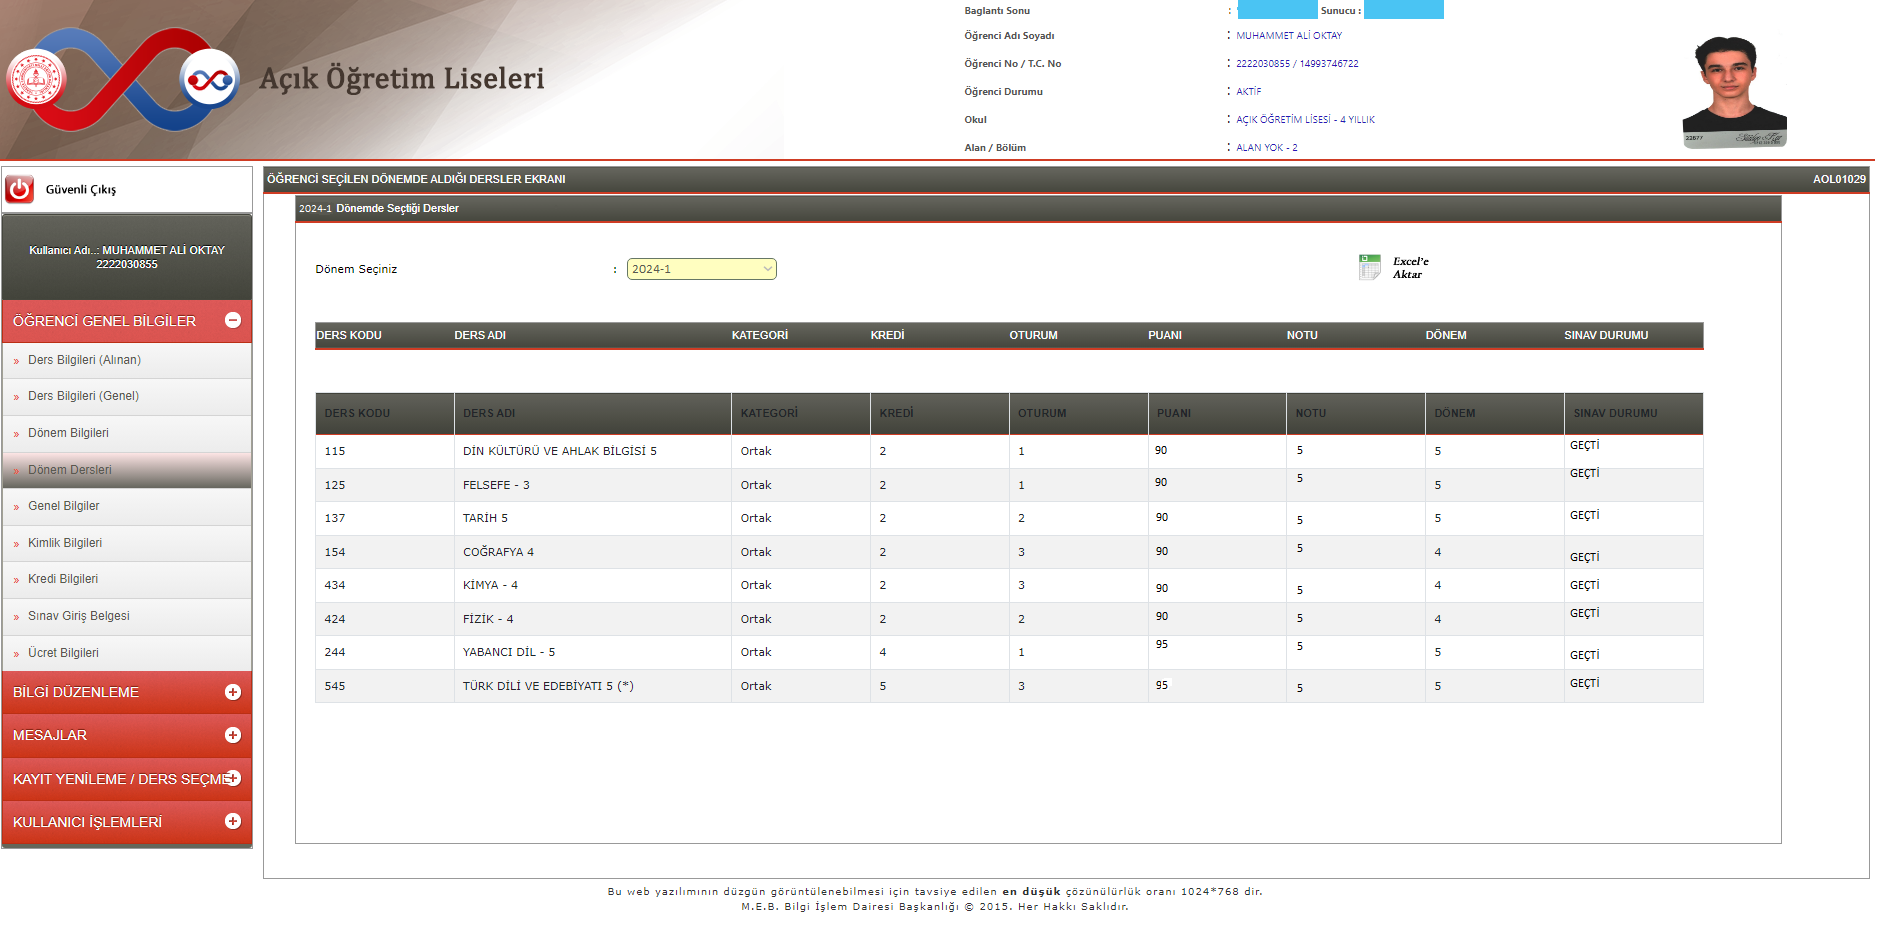 Açık Öğretim Liseleri
Baglantı Sonu : Sunucu :
Öğrenci Adı Soyadı : MUHAMMET ALİ OKTAY
Öğrenci No / T.C. No : 2222030855 / 14993746722
Öğrenci Durumu : AKTİF
Okul : AÇIK ÖĞRETİM LİSESİ - 4 YILLIK
Alan / Bölüm : ALAN YOK - 2
22877
Güvenli Çıkış
Kullanıcı Adı..: MUHAMMET ALİ OKTAY
2222030855
ÖĞRENCİ GENEL BİLGİLER
» Ders Bilgileri (Alınan)
» Ders Bilgileri (Genel)
» Dönem Bilgileri
» Dönem Dersleri
» Genel Bilgiler
» Kimlik Bilgileri
» Kredi Bilgileri
» Sınav Giriş Belgesi
» Ücret Bilgileri
BİLGİ DÜZENLEME
MESAJLAR
KAYIT YENİLEME / DERS SEÇME
KULLANICI İŞLEMLERİ
ÖĞRENCİ SEÇİLEN DÖNEMDE ALDIĞI DERSLER EKRANI AOL01029
2024-1 Dönemde Seçtiği Dersler
Dönem Seçiniz : 2024-1
Excel'e
Aktar
DERS KODU DERS ADI KATEGORİ KREDİ OTURUM PUANI NOTU DÖNEM SINAV DURUMU
DERS KODU DERS ADI KATEGORİ KREDİ OTURUM PUANI NOTU DÖNEM SINAV DURUMU
115 DİN KÜLTÜRÜ VE AHLAK BİLGİSİ 5 Ortak 2 1 90 5 5 GEÇTİ
125 FELSEFE - 3 Ortak 2 1 90 5 5 GEÇTİ
137 TARİH 5 Ortak 2 2 90 5 5 GEÇTİ
154 COĞRAFYA 4 Ortak 2 3 90 5 4 GEÇTİ
434 KİMYA - 4 Ortak 2 3 90 5 4 GEÇTİ
424 FİZİK - 4 Ortak 2 2 90 5 4 GEÇTİ
244 YABANCI DİL - 5 Ortak 4 1 95 5 5 GEÇTİ
545 TÜRK DİLİ VE EDEBİYATI 5 (*) Ortak 5 3 95 5 5 GEÇTİ
Bu web yazılımının düzgün görüntülenebilmesi için tavsiye edilen en düşük çözünülürlük oranı 1024*768 dir.
M.E.B. Bilgi İşlem Dairesi Başkanlığı © 2015. Her Hakkı Saklıdır.